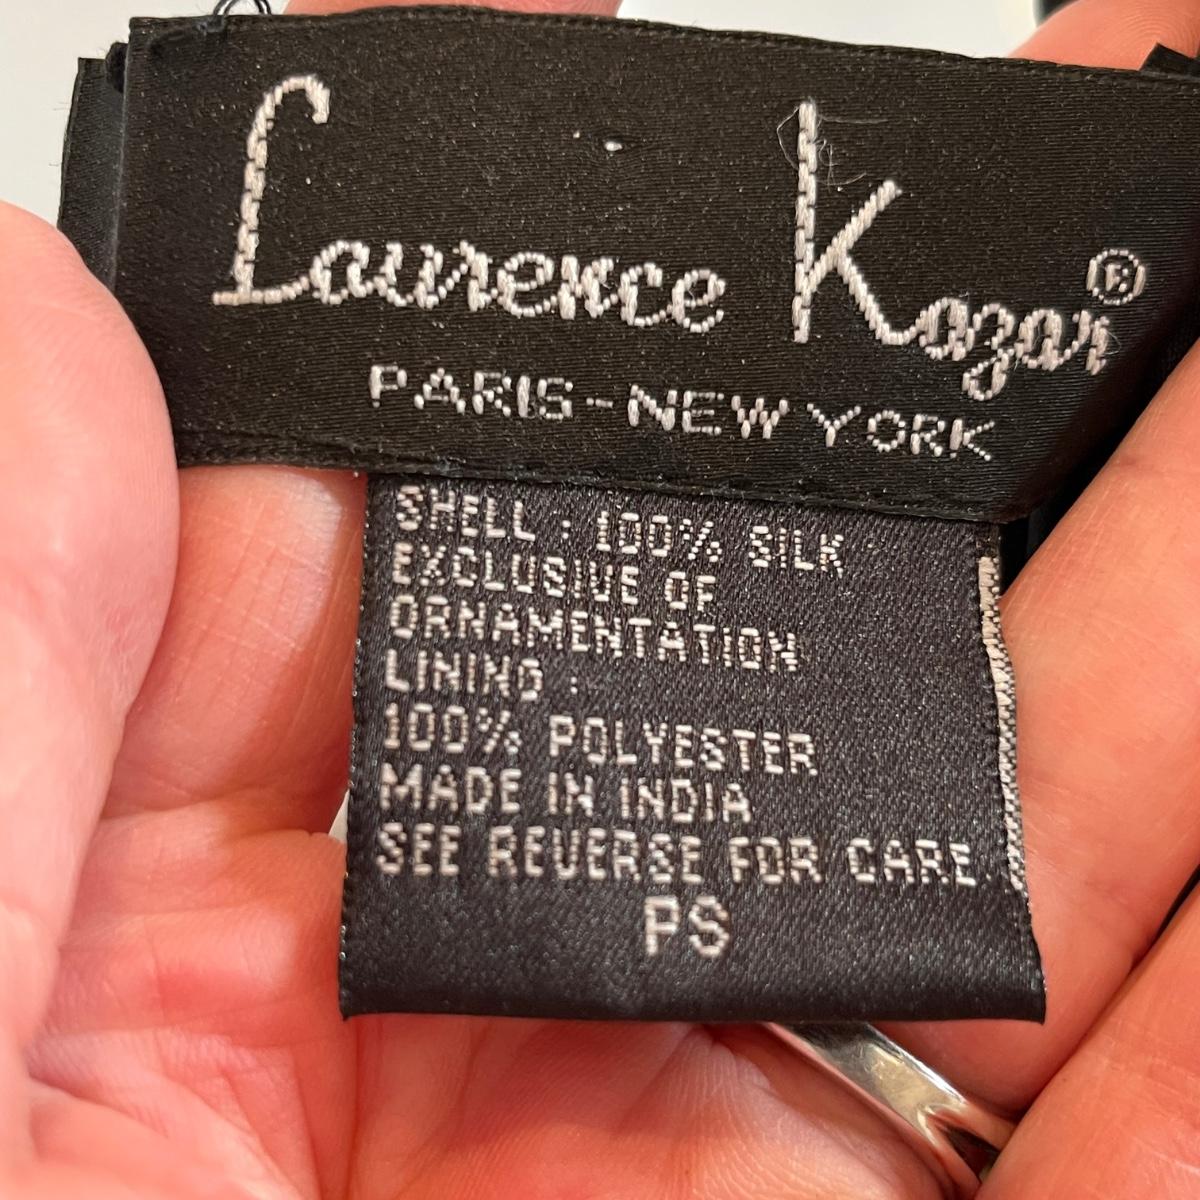 Laurence Kazar®
PARIS-NEW YORK
SHELL : 100% SILK
EXCLUSIVE OF
ORNAMENTATION
LINING :
100% POLYESTER
MADE IN INDIA
SEE REVERSE FOR CARE
PS